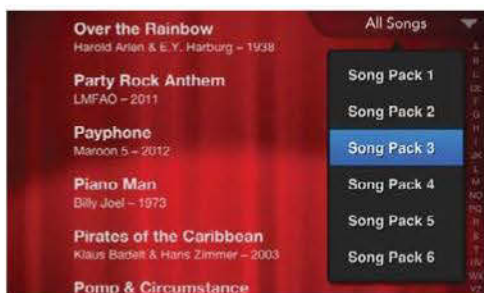 Over the Rainbow
Harold Arlen & E.Y. Harburg – 1938
Party Rock Anthem
LMFAO – 2011
Payphone
Maroon 5 – 2012
Piano Man
Billy Joel – 1973
Pirates of the Caribbean
Klaus Badelt & Hans Zimmer – 2003
Pomp & Circumstance
All Songs
Song Pack 1
Song Pack 2
Song Pack 3
Song Pack 4
Song Pack 5
Song Pack 6